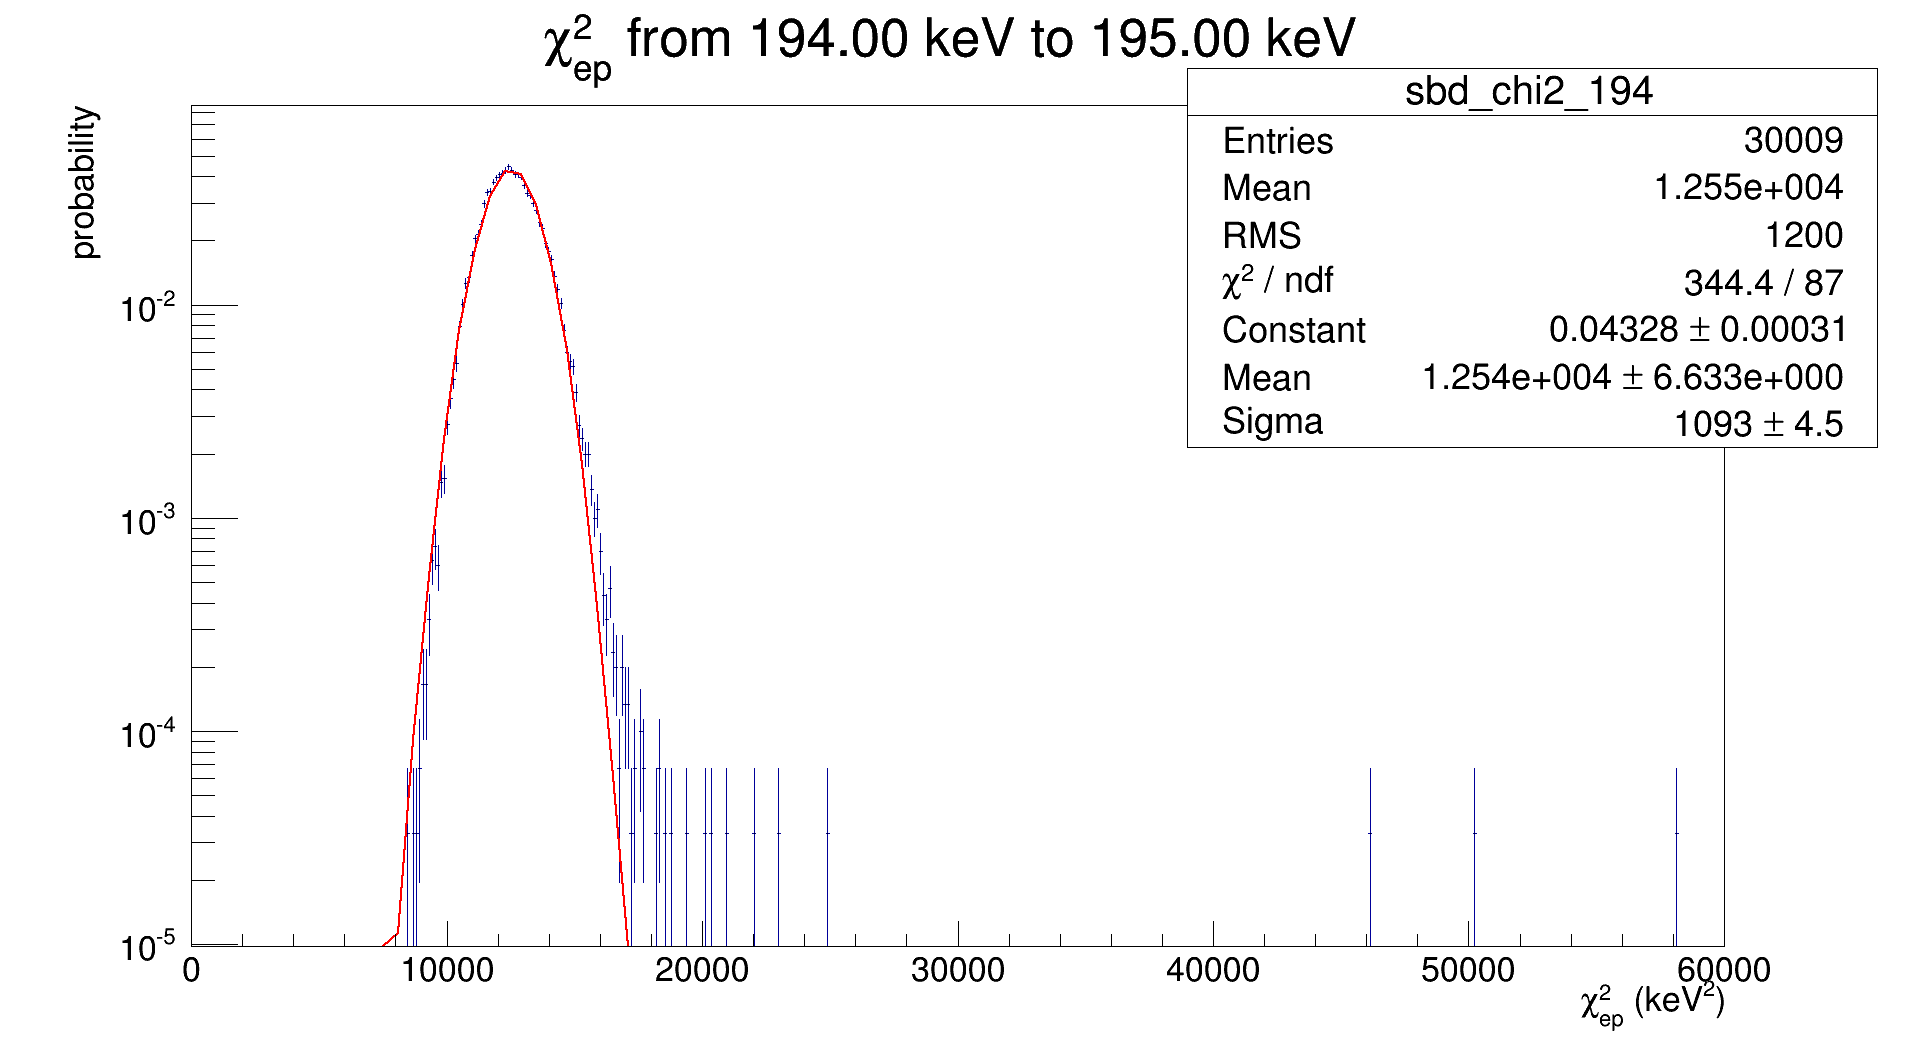 χ²ep from 194.00 keV to 195.00 keV
sbd_chi2_194
Entries 30009
Mean 1.255e+004
RMS 1200
χ² / ndf 344.4 / 87
Constant 0.04328 ± 0.00031
Mean 1.254e+004 ± 6.633e+000
Sigma 1093 ± 4.5
probability
10⁻²
10⁻³
10⁻⁴
10⁻⁵
0 10000 20000 30000 40000 50000 60000
χ²ep (keV²)